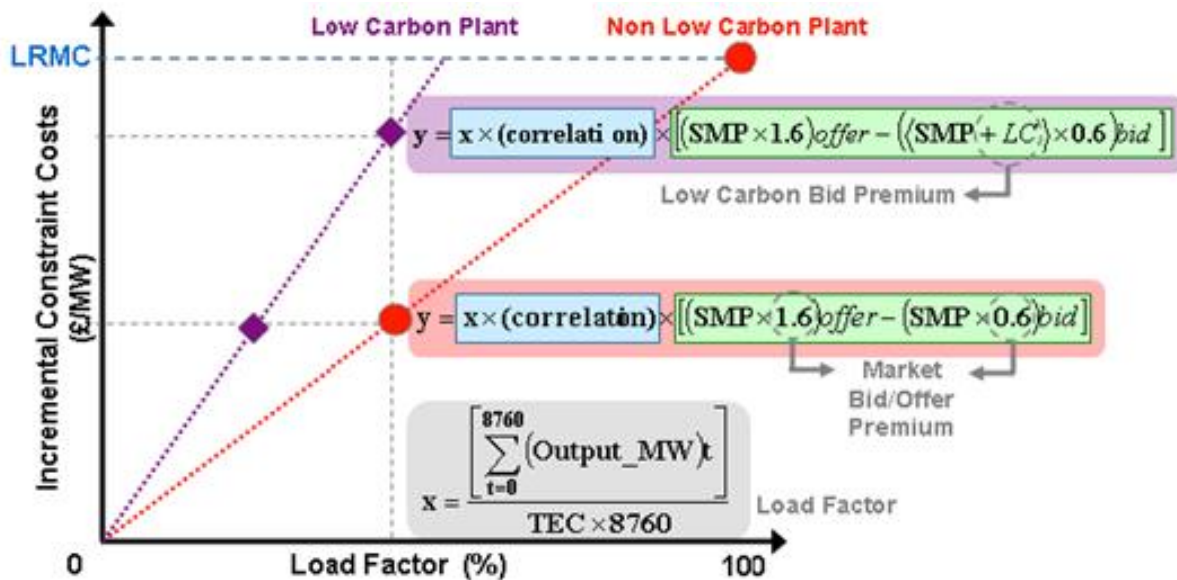 Low Carbon Plant
Non Low Carbon Plant
LRMC
Incremental Constraint Costs
(£/MW)
y = x × (correlati on) × [(SMP × 1.6)offer − ((SMP + LC) × 0.6)bid ]
Low Carbon Bid Premium
y = x × (correlation) × [(SMP × 1.6)offer − (SMP × 0.6)bid]
Market
Bid/Offer
Premium
8760
x = [∑ (Output_MW)t]
t=0
TEC × 8760
Load Factor
0
Load Factor (%)
100